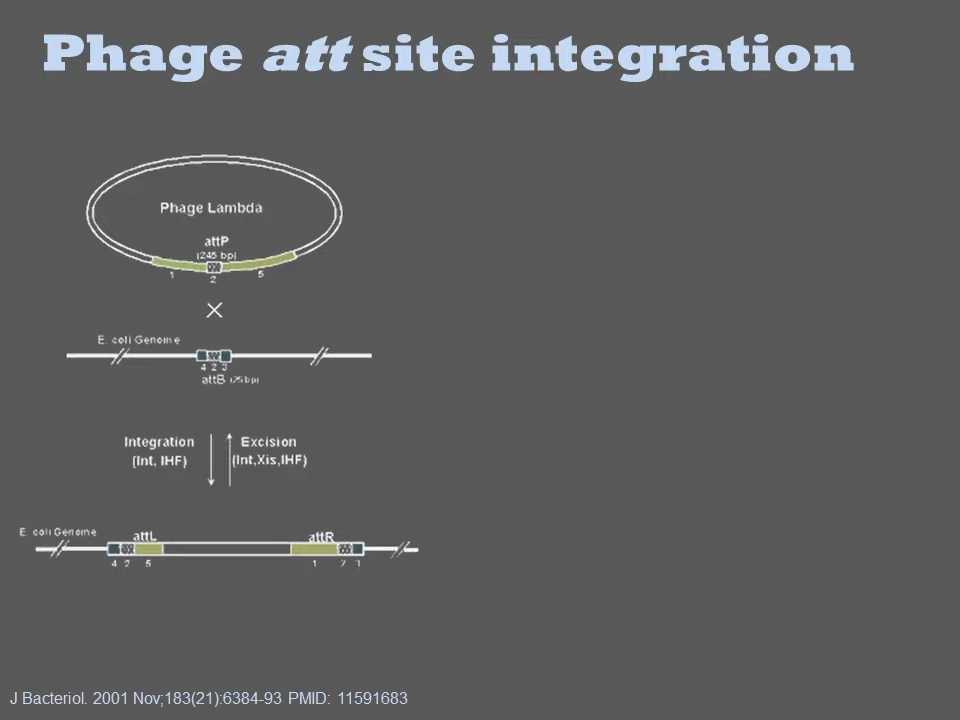 Phage att site integration
Phage Lambda
attP
(245 bp)
1
2
5
E. coli Genome
4 2 3
attB (25 bp)
Integration
(Int, IHF)
Excision
(Int,Xis,IHF)
E. coli Genome
attL
attR
4 2 5
1 2 3
J Bacteriol. 2001 Nov;183(21):6384-93 PMID: 11591683